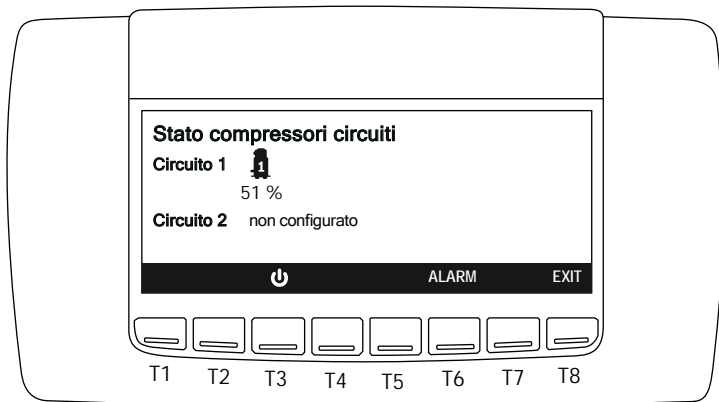 Stato compressori circuiti
Circuito 1 1
51 %
Circuito 2 non configurato
ALARM EXIT
T1 T2 T3 T4 T5 T6 T7 T8